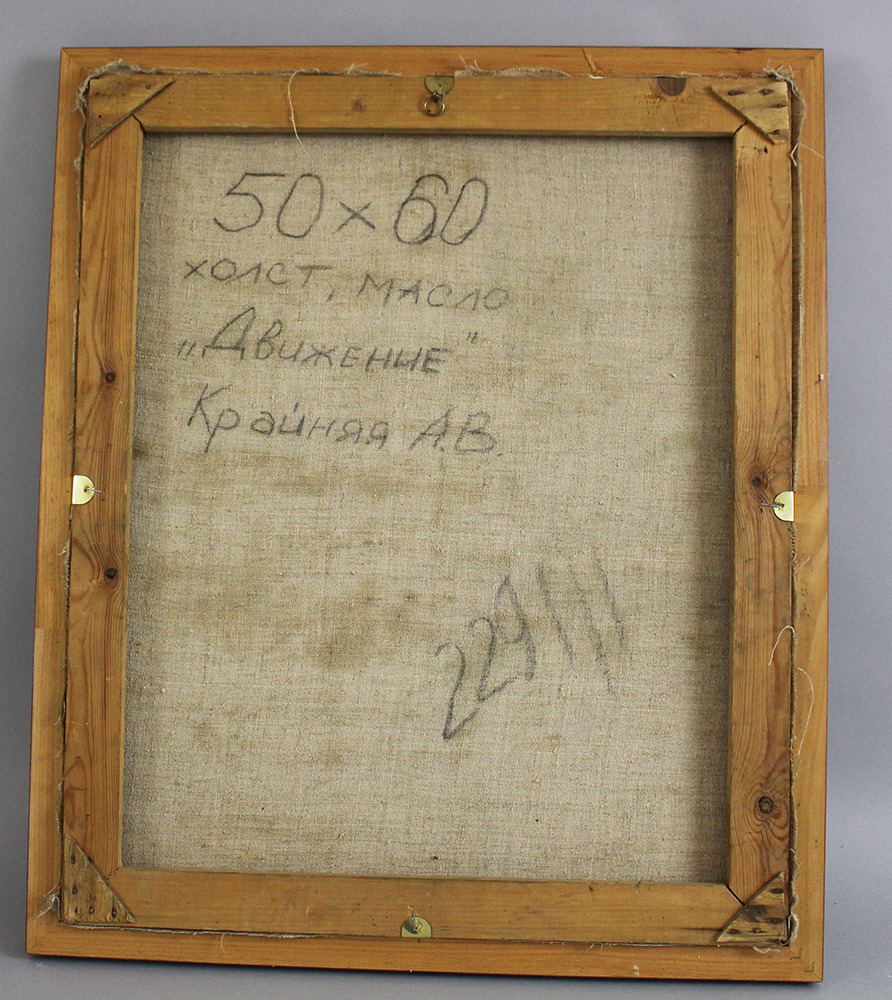 50 x 60
холст, масло
„Движение"
Крайняя А.В.
229111